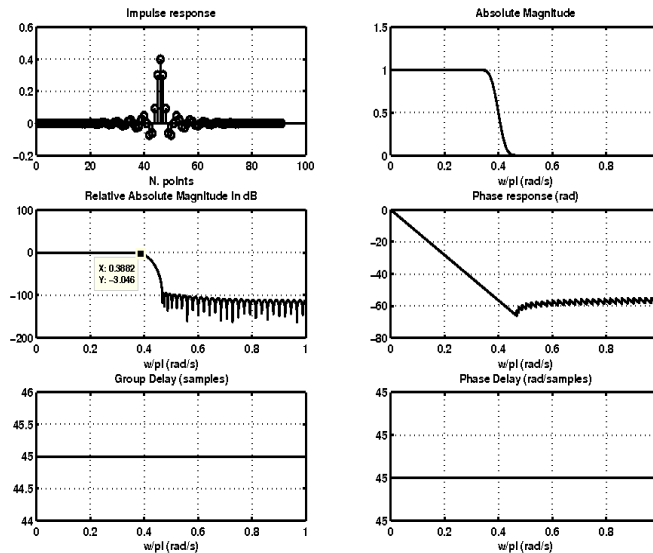 Impulse response
0.6
0.4
0.2
0
−0.2
0 20 40 60 80 100
N. points
Absolute Magnitude
1.5
1
0.5
0
0 0.2 0.4 0.6 0.8
w/pi (rad/s)
Relative Absolute Magnitude in dB
100
0
−100
−200
X: 0.3882
Y: −3.046
0 0.2 0.4 0.6 0.8 1
w/pi (rad/s)
Phase response (rad)
0
−20
−40
−60
−80
0 0.2 0.4 0.6 0.8
w/pi (rad/s)
Group Delay (samples)
46
45.5
45
44.5
44
0 0.2 0.4 0.6 0.8 1
w/pi (rad/s)
Phase Delay (rad/samples)
45
45
45
45
0 0.2 0.4 0.6 0.8
w/pi (rad/s)